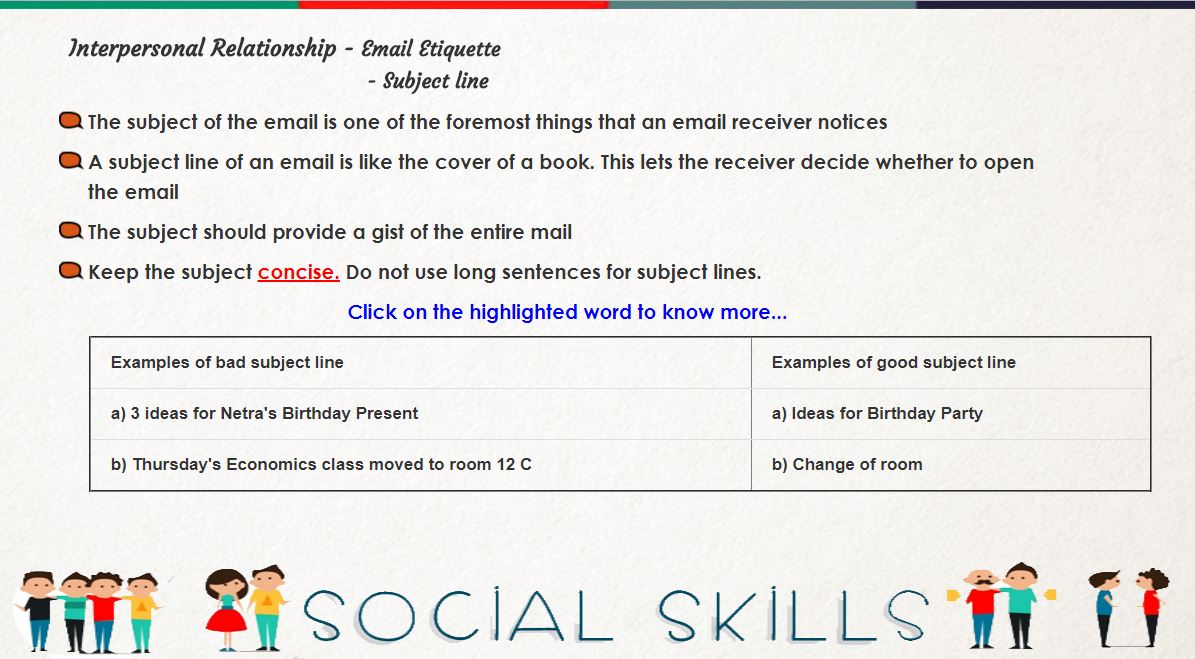 Interpersonal Relationship - Email Etiquette
- Subject line
The subject of the email is one of the foremost things that an email receiver notices
A subject line of an email is like the cover of a book. This lets the receiver decide whether to open
the email
The subject should provide a gist of the entire mail
Keep the subject concise. Do not use long sentences for subject lines.
Click on the highlighted word to know more...
Examples of bad subject line
Examples of good subject line
a) 3 ideas for Netra's Birthday Present
a) Ideas for Birthday Party
b) Thursday's Economics class moved to room 12 C
b) Change of room
SOCIAL SKILLS